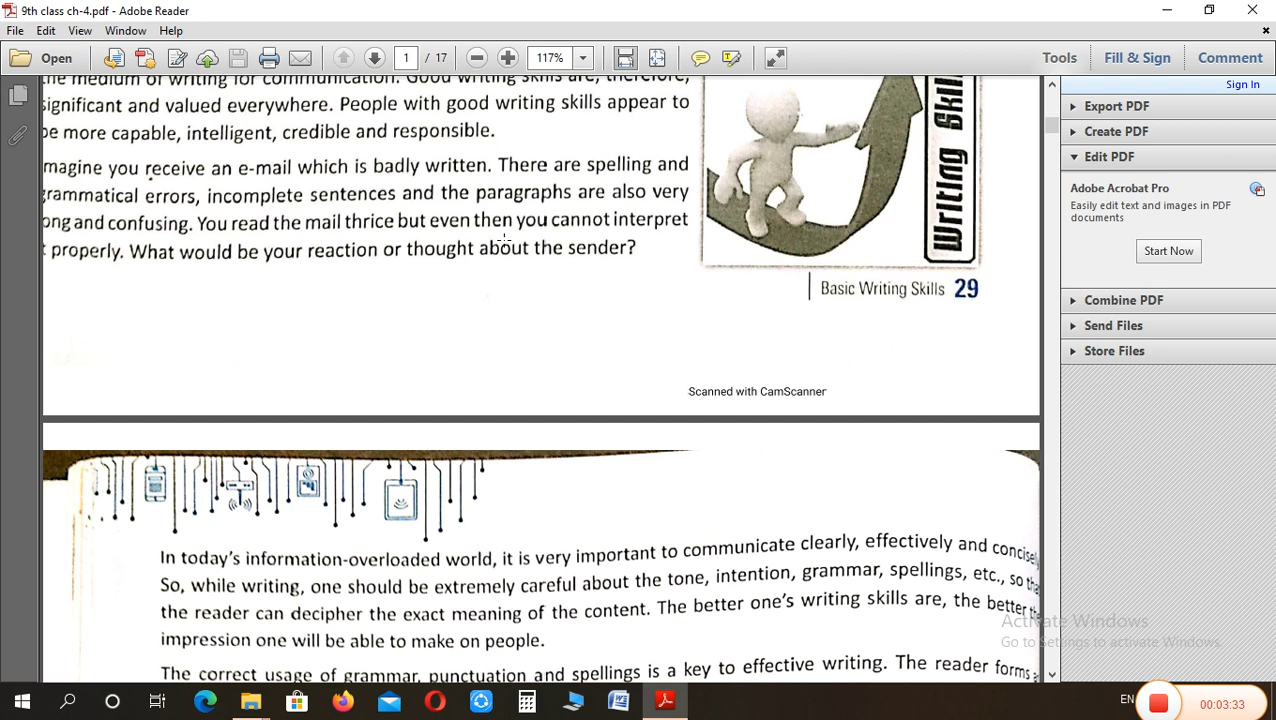 9th class ch-4.pdf - Adobe Reader
File Edit View Window Help
Open 1 / 17 117% Tools Fill & Sign Comment
Sign In
Export PDF
Create PDF
Edit PDF
Adobe Acrobat Pro
Easily edit text and images in PDF
documents
Start Now
Combine PDF
Send Files
Store Files
the medium of writing for communication. Good writing skills are, therefore,
significant and valued everywhere. People with good writing skills appear to
be more capable, intelligent, credible and responsible.
magine you receive an e-mail which is badly written. There are spelling and
grammatical errors, incomplete sentences and the paragraphs are also very
ong and confusing. You read the mail thrice but even then you cannot interpret
t properly. What would be your reaction or thought about the sender?
Writing Skil
Basic Writing Skills 29
Scanned with CamScanner
In today's information-overloaded world, it is very important to communicate clearly, effectively and concisely
So, while writing, one should be extremely careful about the tone, intention, grammar, spellings, etc., so tha
the reader can decipher the exact meaning of the content. The better one's writing skills are, the better the
impression one will be able to make on people.
The correct usage of grammar, punctuation and spellings is a key to effective writing. The reader forms a
Activate Windows
Go to Settings to activate Windows.
EN
00:03:33